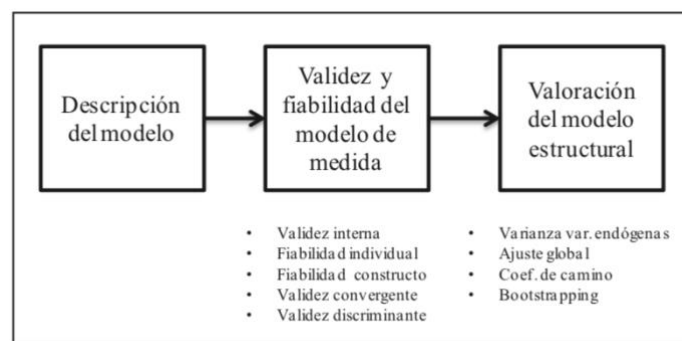 Descripción
del modelo
Validez y
fiabilidad del
modelo de
medida
Valoración
del modelo
estructural
• Validez interna
• Fiabilidad individual
• Fiabilidad constructo
• Validez convergente
• Validez discriminante
• Varianza var. endógenas
• Ajuste global
• Coef. de camino
• Bootstrapping